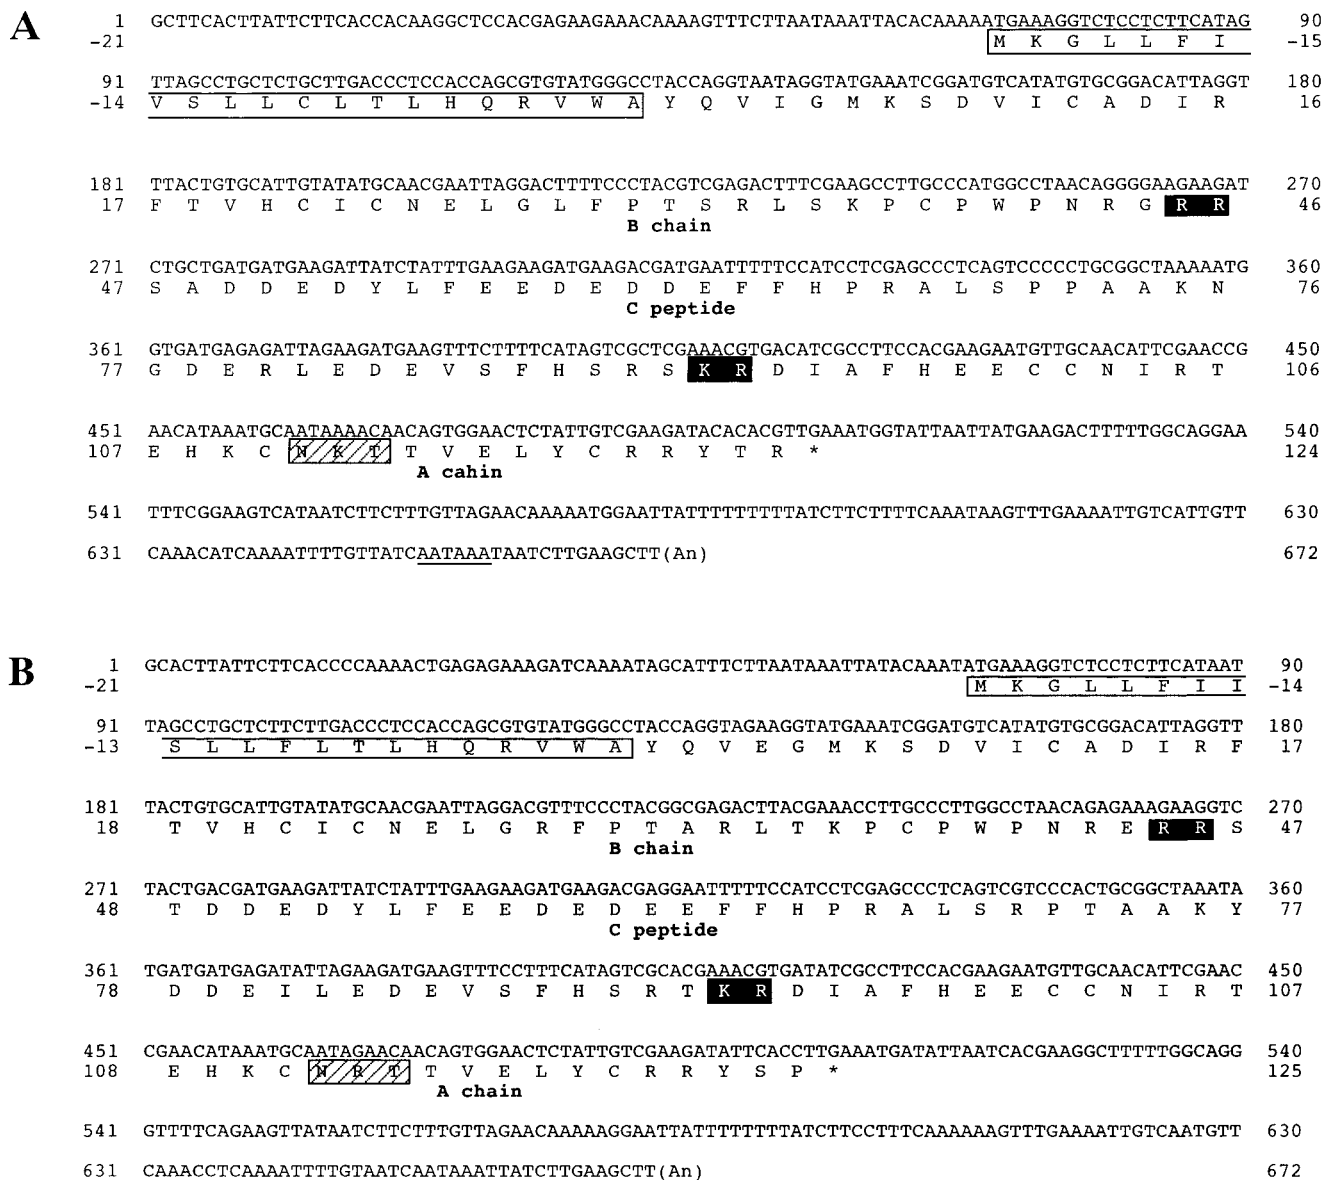 A
1 GCTTCACTTATTCTTCACCACAAGGCTCCACGAGAAGAAACAAAAGTTTCTTAATAAATTACACAAAAATGAAAGGTCTCCTCTTCATAG 90
-21 M K G L L F I -15
91 TTAGCCTGCTCTGCTTGACCCTCCACCAGCGTGTATGGGCCTACCAGGTAATAGGTATGAAATCGGATGTCATATGTGCGGACATTAGGT 180
-14 V S L L C L T L H Q R V W A Y Q V I G M K S D V I C A D I R 16
181 TTACTGTGCATTGTATATGCAACGAATTAGGACTTTTCCCTACGTCGAGACTTTCGAAGCCTTGCCCATGGCCTAACAGGGGAAGAAGAT 270
17 F T V H C I C N E L G L F P T S R L S K P C P W P N R G R R 46
B chain
271 CTGCTGATGATGAAGATTATCTATTTGAAGAAGATGAAGACGATGAATTTTTCCATCCTCGAGCCCTCAGTCCCCCTGCGGCTAAAAATG 360
47 S A D D E D Y L F E E D E D D E F F H P R A L S P P A A K N 76
C peptide
361 GTGATGAGAGATTAGAAGATGAAGTTTCTTTTCATAGTCGCTCGAAACGTGACATCGCCTTCCACGAAGAATGTTGCAACATTCGAACCG 450
77 G D E R L E D E V S F H S R S K R D I A F H E E C C N I R T 106
451 AACATAAATGCAATAAAACAACAGTGGAACTCTATTGTCGAAGATACACACGTTGAAATGGTATTAATTATGAAGACTTTTTGGCAGGAA 540
107 E H K C N K T T V E L Y C R R Y T R * 124
A cahin
541 TTTCGGAAGTCATAATCTTCTTTGTTAGAACAAAAATGGAATTATTTTTTTTTATCTTCTTTTCAAATAAGTTTGAAAATTGTCATTGTT 630
631 CAAACATCAAAATTTTGTTATCAATAAATAATCTTGAAGCTT(An) 672
B
1 GCACTTATTCTTCACCCCAAAACTGAGAGAAAGATCAAAATAGCATTTCTTAATAAATTATACAAATATGAAAGGTCTCCTCTTCATAAT 90
-21 M K G L L F I I -14
91 TAGCCTGCTCTTCTTGACCCTCCACCAGCGTGTATGGGCCTACCAGGTAGAAGGTATGAAATCGGATGTCATATGTGCGGACATTAGGTT 180
-13 S L L F L T L H Q R V W A Y Q V E G M K S D V I C A D I R F 17
181 TACTGTGCATTGTATATGCAACGAATTAGGACGTTTCCCTACGGCGAGACTTACGAAACCTTGCCCTTGGCCTAACAGAGAAAGAAGGTC 270
18 T V H C I C N E L G R F P T A R L T K P C P W P N R E R R S 47
B chain
271 TACTGACGATGAAGATTATCTATTTGAAGAAGATGAAGACGAGGAATTTTTCCATCCTCGAGCCCTCAGTCGTCCCACTGCGGCTAAATA 360
48 T D D E D Y L F E E D E D E E F F H P R A L S R P T A A K Y 77
C peptide
361 TGATGATGAGATATTAGAAGATGAAGTTTCCTTTCATAGTCGCACGAAACGTGATATCGCCTTCCACGAAGAATGTTGCAACATTCGAAC 450
78 D D E I L E D E V S F H S R T K R D I A F H E E C C N I R T 107
451 CGAACATAAATGCAATAGAACAACAGTGGAACTCTATTGTCGAAGATATTCACCTTGAAATGATATTAATCACGAAGGCTTTTTGGCAGG 540
108 E H K C N R T T V E L Y C R R Y S P * 125
A chain
541 GTTTTCAGAAGTTATAATCTTCTTTGTTAGAACAAAAAGGAATTATTTTTTTTATCTTCCTTTCAAAAAAGTTTGAAAATTGTCAATGTT 630
631 CAAACCTCAAAATTTTGTAATCAATAAATTATCTTGAAGCTT(An) 672